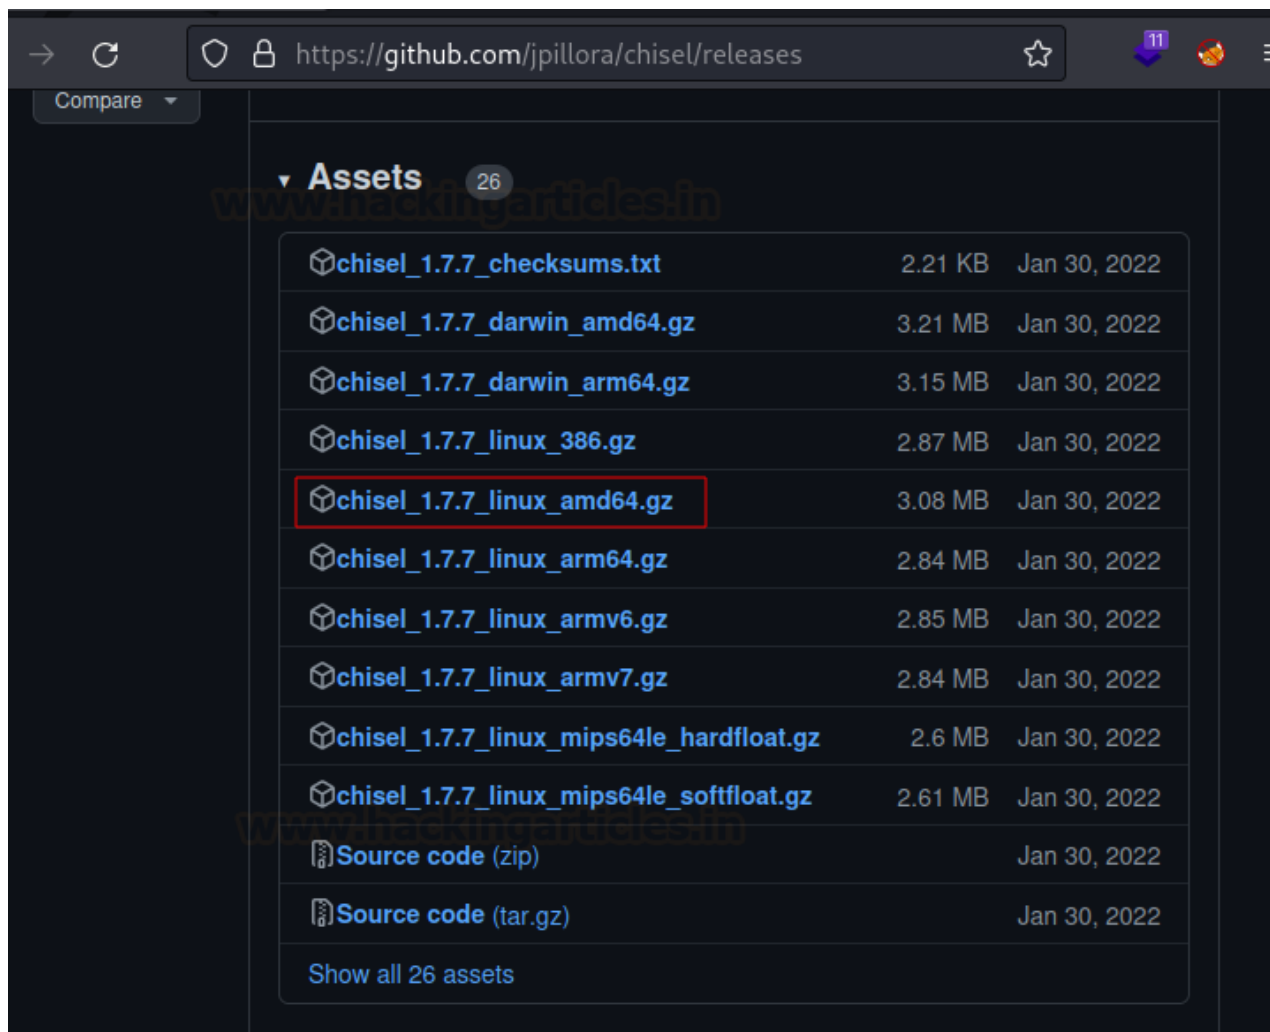 https://github.com/jpillora/chisel/releases
11
Compare
Assets 26
www.hackingarticles.in
chisel_1.7.7_checksums.txt 2.21 KB Jan 30, 2022
chisel_1.7.7_darwin_amd64.gz 3.21 MB Jan 30, 2022
chisel_1.7.7_darwin_arm64.gz 3.15 MB Jan 30, 2022
chisel_1.7.7_linux_386.gz 2.87 MB Jan 30, 2022
chisel_1.7.7_linux_amd64.gz 3.08 MB Jan 30, 2022
chisel_1.7.7_linux_arm64.gz 2.84 MB Jan 30, 2022
chisel_1.7.7_linux_armv6.gz 2.85 MB Jan 30, 2022
chisel_1.7.7_linux_armv7.gz 2.84 MB Jan 30, 2022
chisel_1.7.7_linux_mips64le_hardfloat.gz 2.6 MB Jan 30, 2022
chisel_1.7.7_linux_mips64le_softfloat.gz 2.61 MB Jan 30, 2022
www.hackingarticles.in
Source code (zip) Jan 30, 2022
Source code (tar.gz) Jan 30, 2022
Show all 26 assets